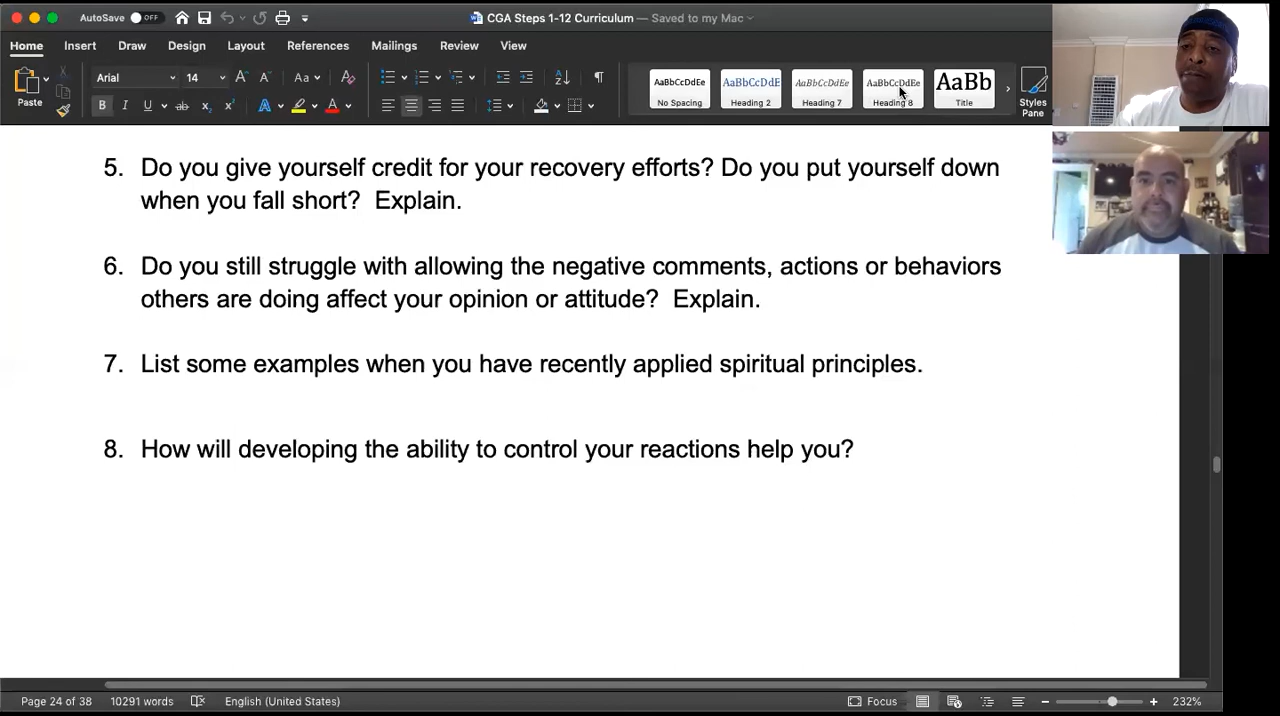 AutoSave OFF CGA Steps 1-12 Curriculum — Saved to my Mac
Home Insert Draw Design Layout References Mailings Review View
Paste Arial 14 Aa AaBbCcDdEe AaBbCcDdE AaBbCcDdEe AaBbCcDdEe AaBb
B I U ab x₂ x² A A No Spacing Heading 2 Heading 7 Heading 8 Title Styles Pane
5. Do you give yourself credit for your recovery efforts? Do you put yourself down
when you fall short? Explain.
6. Do you still struggle with allowing the negative comments, actions or behaviors
others are doing affect your opinion or attitude? Explain.
7. List some examples when you have recently applied spiritual principles.
8. How will developing the ability to control your reactions help you?
Page 24 of 38 10291 words English (United States) Focus 232%